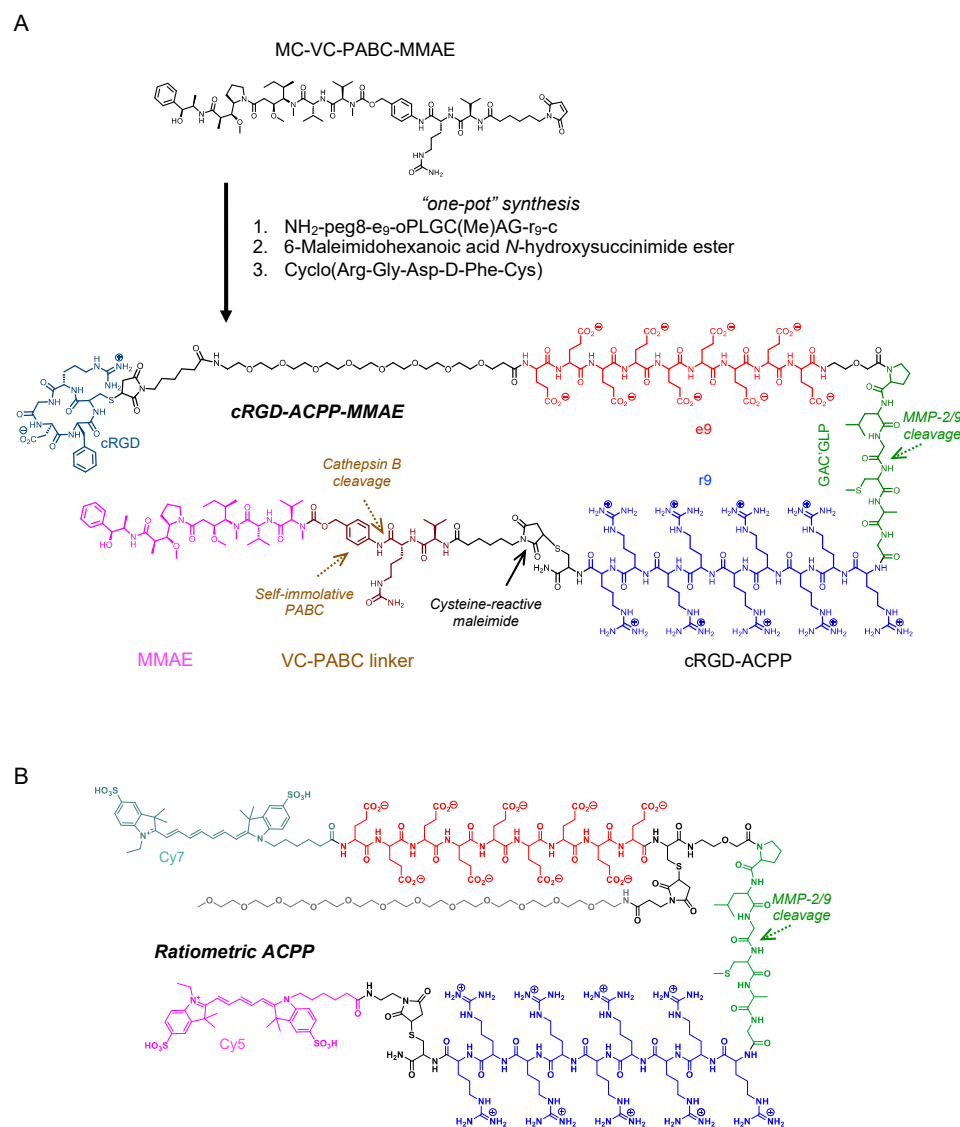 A
MC-VC-PABC-MMAE
"one-pot" synthesis
1. NH2-peg8-e9-oPLGC(Me)AG-r9-c
2. 6-Maleimidohexanoic acid N-hydroxysuccinimide ester
3. Cyclo(Arg-Gly-Asp-D-Phe-Cys)
cRGD-ACPP-MMAE
cRGD
e9
r9
GAC'GLP
MMP-2/9
cleavage
Cathepsin B
cleavage
Self-immolative
PABC
Cysteine-reactive
maleimide
MMAE
VC-PABC linker
cRGD-ACPP
B
Cy7
MMP-2/9
cleavage
Ratiometric ACPP
Cy5